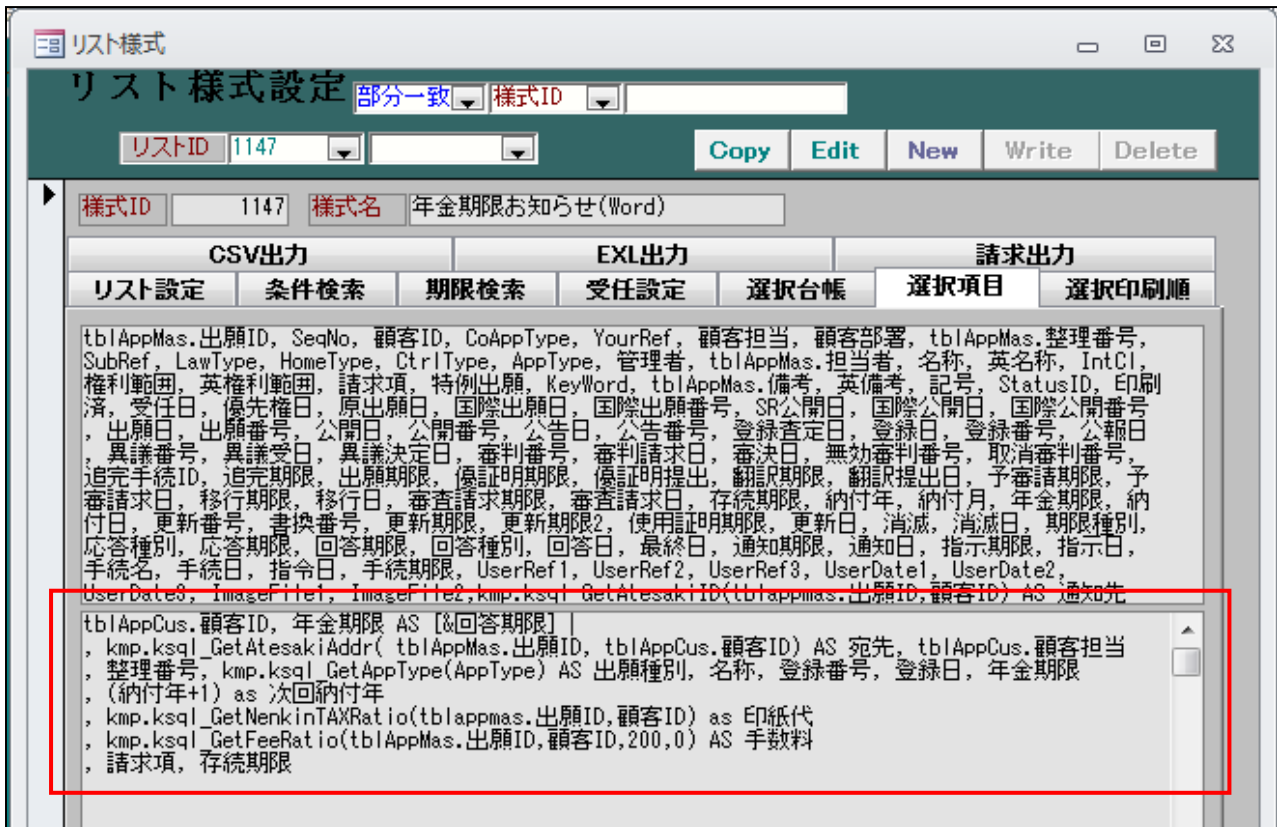 リスト様式
リスト様式設定 部分一致 様式ID
リストID 1147 Copy Edit New Write Delete
様式ID 1147 様式名 年金期限お知らせ(Word)
CSV出力 EXL出力 請求出力
リスト設定 条件検索 期限検索 受任設定 選択台帳 選択項目 選択印刷順
tblAppMas.出願ID, SeqNo, 顧客ID, CoAppType, YourRef, 顧客担当, 顧客部署, tblAppMas.整理番号,
SubRef, LawType, HomeType, CtrlType, AppType, 管理者, tblAppMas.担当者, 名称, 英名称, IntCl,
権利範囲, 英権利範囲, 請求項, 特例出願, KeyWord, tblAppMas.備考, 英備考, 記号, StatusID, 印刷
済, 受任日, 優先権日, 原出願日, 国際出願日, 国際出願番号, SR公開日, 国際公開日, 国際公開番号
, 出願日, 出願番号, 公開日, 公開番号, 公告日, 公告番号, 登録査定日, 登録日, 登録番号, 公報日
, 異議番号, 異議受日, 異議決定日, 審判番号, 審判請求日, 審決日, 無効審判番号, 取消審判番号,
追完手続ID, 追完期限, 出願期限, 優証明期限, 優証明提出, 翻訳期限, 翻訳提出日, 予審請期限, 予
審請求日, 移行期限, 移行日, 審査請求期限, 審査請求日, 存続期限, 納付年, 納付月, 年金期限, 納
付日, 更新番号, 書換番号, 更新期限, 更新期限2, 使用証明期限, 更新日, 消滅, 消滅日, 期限種別,
応答種別, 応答期限, 回答期限, 回答種別, 回答日, 最終日, 通知期限, 通知日, 指示期限, 指示日,
手続名, 手続日, 指令日, 手続期限, UserRef1, UserRef2, UserRef3, UserDate1, UserDate2,
UserDate3, ImageFile1, ImageFile2,kmp.ksql_GetAtesakiID(tblappmas.出願ID,顧客ID) AS 通知先
tblAppCus.顧客ID, 年金期限 AS [&回答期限]
, kmp.ksql_GetAtesakiAddr( tblAppMas.出願ID, tblAppCus.顧客ID) AS 宛先, tblAppCus.顧客担当
, 整理番号, kmp.ksql_GetAppType(AppType) AS 出願種別, 名称, 登録番号, 登録日, 年金期限
, (納付年+1) as 次回納付年
, kmp.ksql_GetNenkinTAXRatio(tblappmas.出願ID,顧客ID) as 印紙代
, kmp.ksql_GetFeeRatio(tblAppMas.出願ID,顧客ID,200,0) AS 手数料
, 請求項, 存続期限